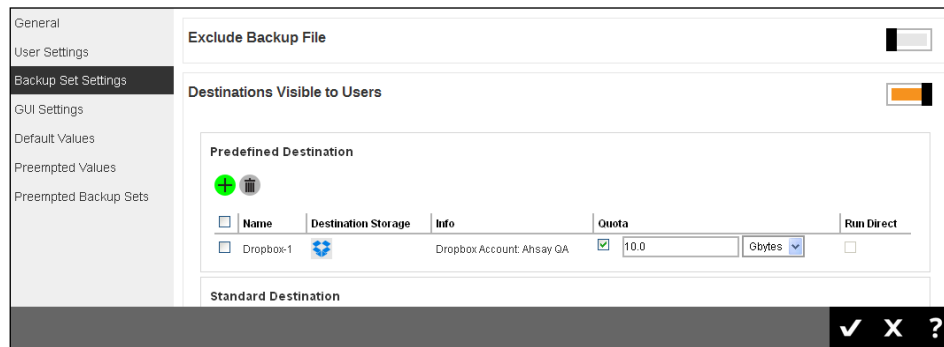 General
User Settings
Backup Set Settings
GUI Settings
Default Values
Preempted Values
Preempted Backup Sets
Exclude Backup File
Destinations Visible to Users
Predefined Destination
Name Destination Storage Info Quota Run Direct
Dropbox-1 Dropbox Account: Ahsay QA 10.0 Gbytes
Standard Destination
?